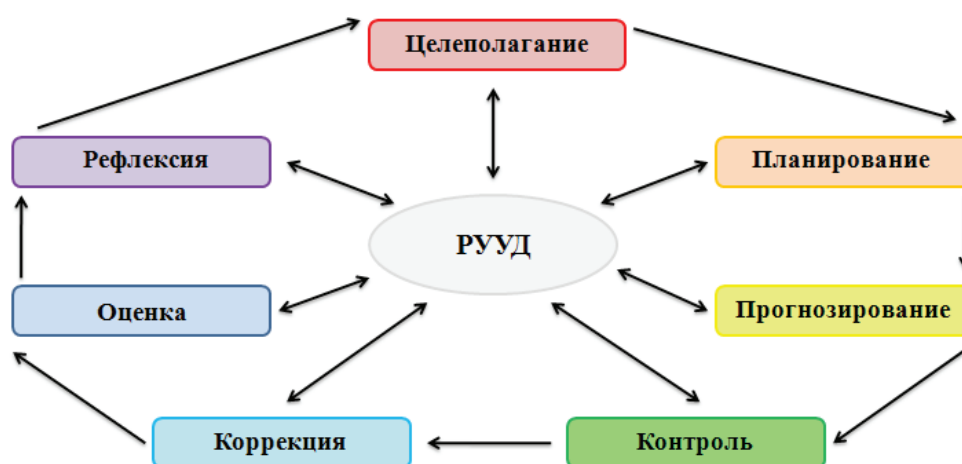 Целеполагание
Рефлексия
Планирование
РУУД
Оценка
Прогнозирование
Коррекция
Контроль